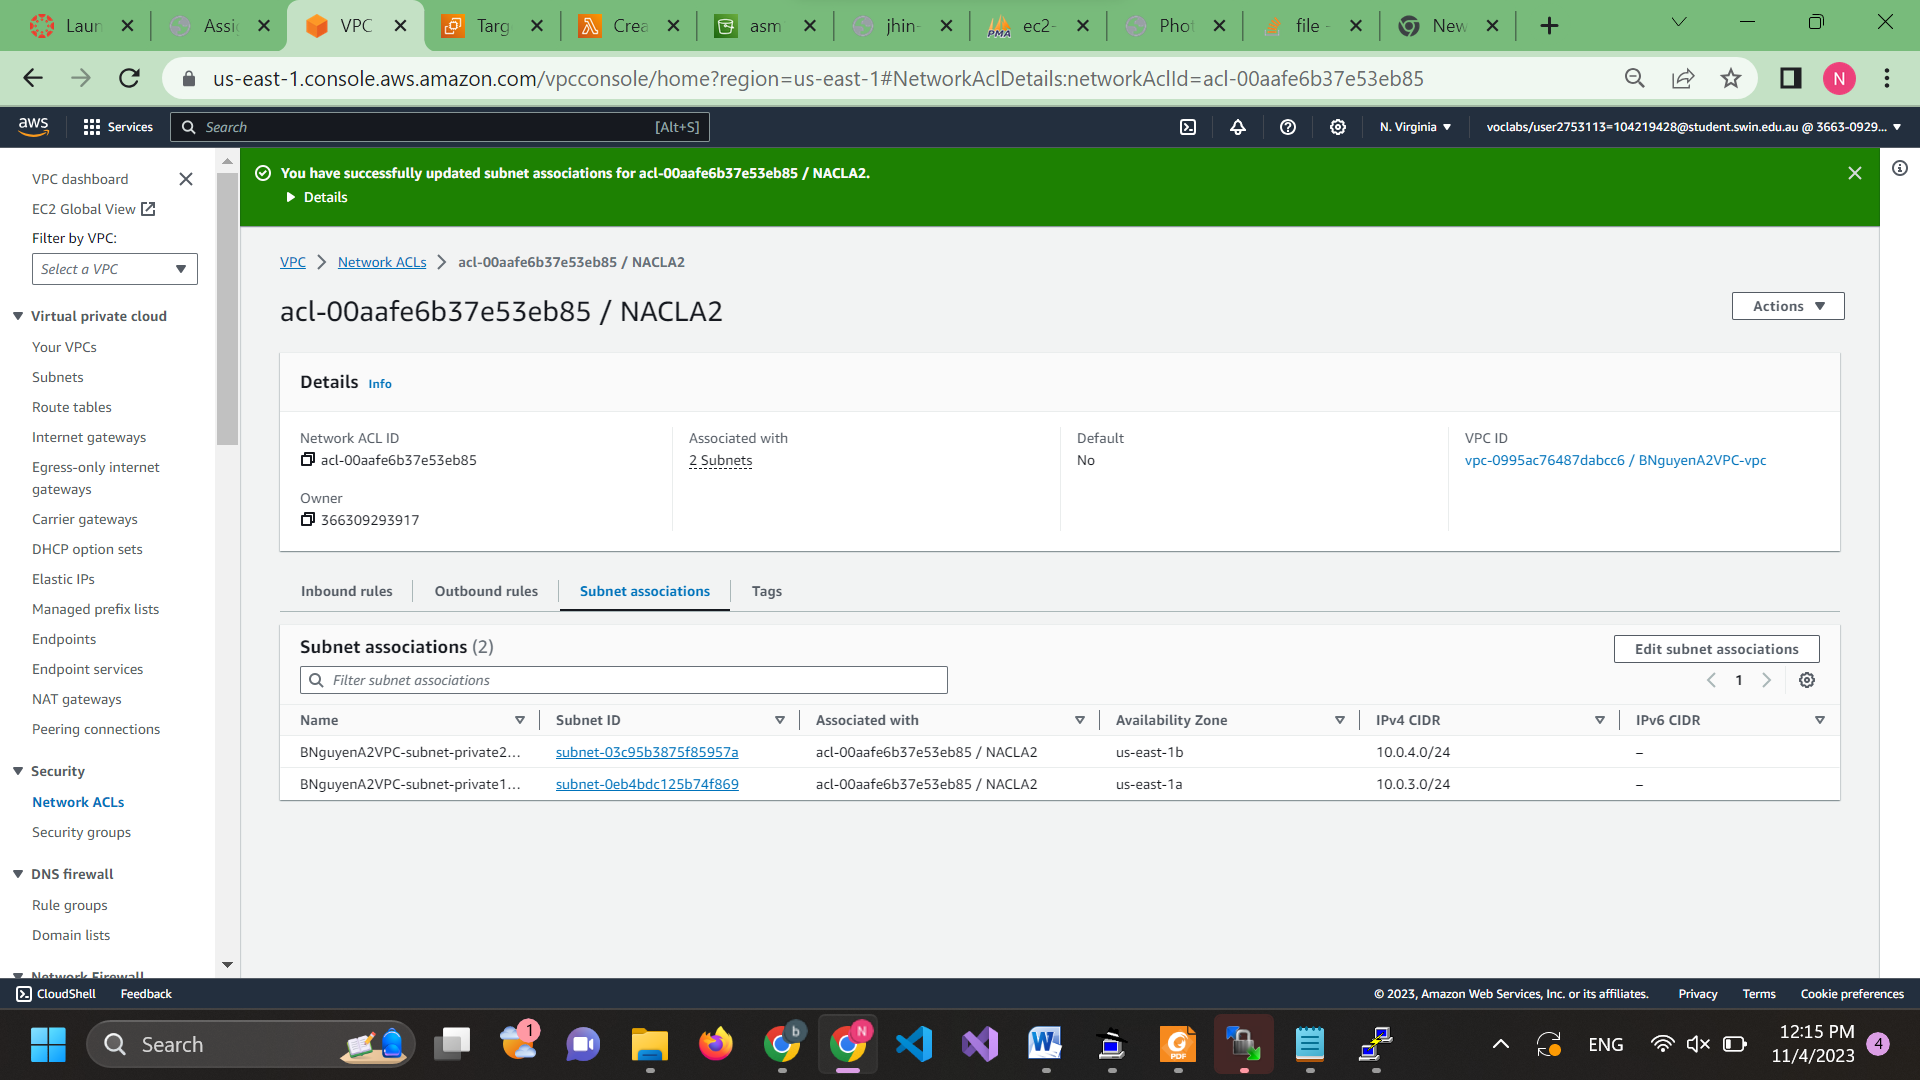 Laun
Assig
VPC
Targ
Crea
asm
jhin-
ec2-
Phot
file -
New
us-east-1.console.aws.amazon.com/vpcconsole/home?region=us-east-1#NetworkAclDetails:networkAclId=acl-00aafe6b37e53eb85
N
aws
Services
Search
[Alt+S]
N. Virginia
voclabs/user2753113=104219428@student.swin.edu.au @ 3663-0929...
VPC dashboard
EC2 Global View
Filter by VPC:
Select a VPC
Virtual private cloud
Your VPCs
Subnets
Route tables
Internet gateways
Egress-only internet
gateways
Carrier gateways
DHCP option sets
Elastic IPs
Managed prefix lists
Endpoints
Endpoint services
NAT gateways
Peering connections
Security
Network ACLs
Security groups
DNS firewall
Rule groups
Domain lists
Network Firewall
You have successfully updated subnet associations for acl-00aafe6b37e53eb85 / NACLA2.
Details
VPC
Network ACLs
acl-00aafe6b37e53eb85 / NACLA2
acl-00aafe6b37e53eb85 / NACLA2
Actions
Details Info
Network ACL ID
acl-00aafe6b37e53eb85
Associated with
2 Subnets
Default
No
VPC ID
vpc-0995ac76487dabcc6 / BNguyenA2VPC-vpc
Owner
366309293917
Inbound rules
Outbound rules
Subnet associations
Tags
Subnet associations (2)
Edit subnet associations
Filter subnet associations
1
Name Subnet ID Associated with Availability Zone IPv4 CIDR IPv6 CIDR
BNguyenA2VPC-subnet-private2... subnet-03c95b3875f85957a acl-00aafe6b37e53eb85 / NACLA2 us-east-1b 10.0.4.0/24 –
BNguyenA2VPC-subnet-private1... subnet-0eb4bdc125b74f869 acl-00aafe6b37e53eb85 / NACLA2 us-east-1a 10.0.3.0/24 –
CloudShell
Feedback
© 2023, Amazon Web Services, Inc. or its affiliates.
Privacy
Terms
Cookie preferences
Search
1
b
N
PDF
ENG
12:15 PM
11/4/2023
4